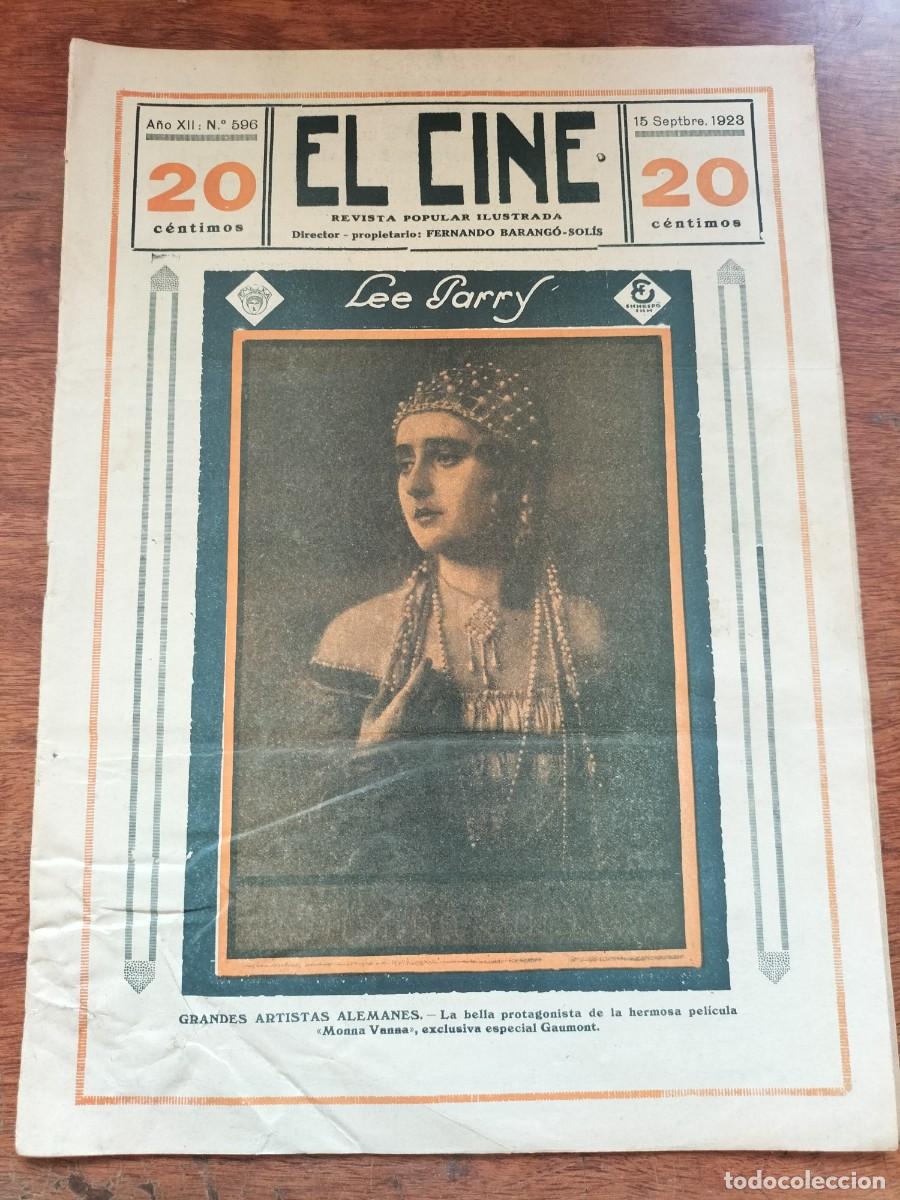 Año XII: N.º 596
20
céntimos
EL CINE
REVISTA POPULAR ILUSTRADA
Director - propietario: FERNANDO BARANGÓ-SOLÍS
15 Septbre. 1923
20
céntimos
Lee Parry
GRANDES ARTISTAS ALEMANES. — La bella protagonista de la hermosa película
«Monna Vanna», exclusiva especial Gaumont.
todocoleccion